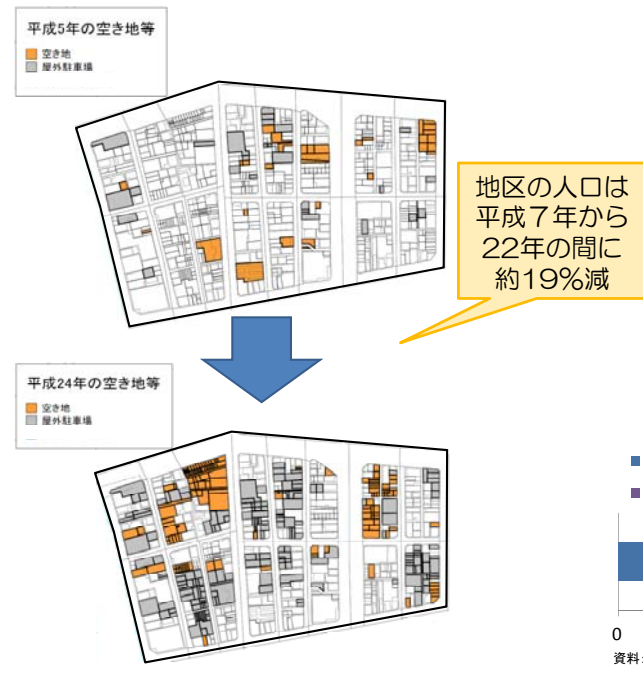 平成5年の空き地等
空き地
屋外駐車場
地区の人口は
平成７年から
22年の間に
約19%減
平成24年の空き地等
空き地
屋外駐車場
0
資料